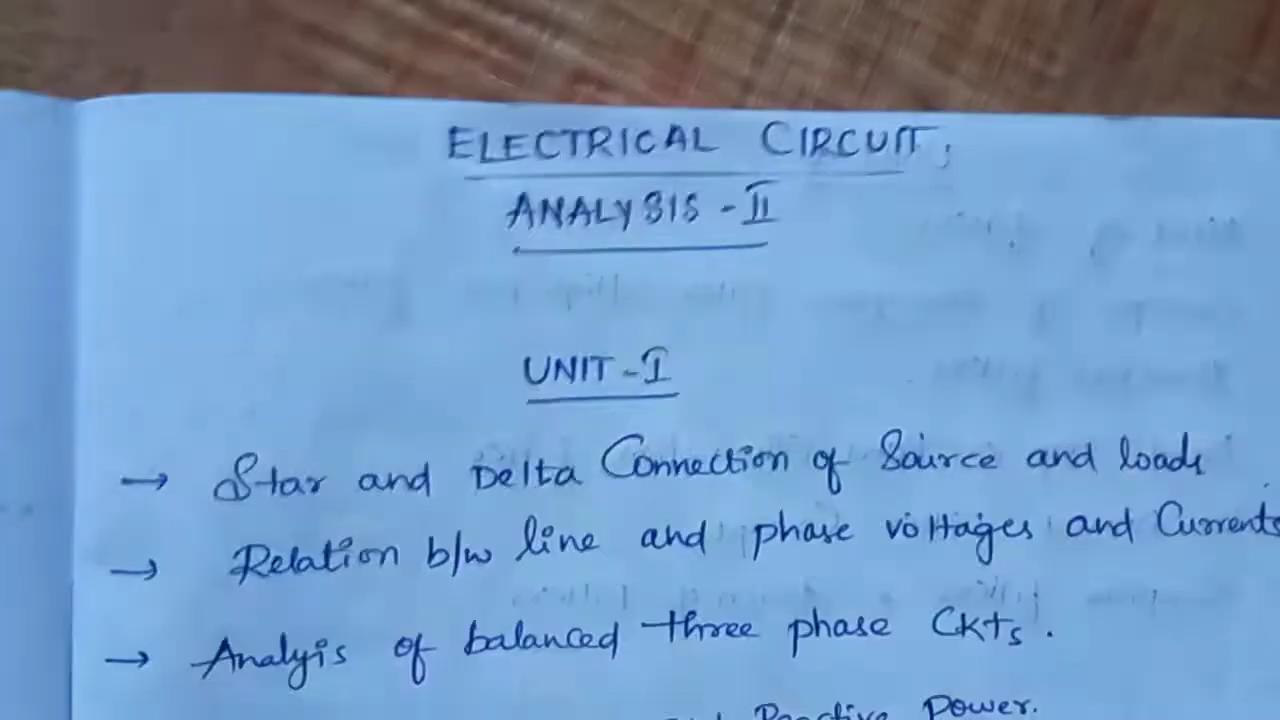 ELECTRICAL CIRCUIT
ANALYSIS - II
UNIT - I
→ Star and Delta Connection of Source and loads
→ Relation b/w line and phase voltages and Currents
→ Analyis of balanced three phase Ckts.
Reactive Power.